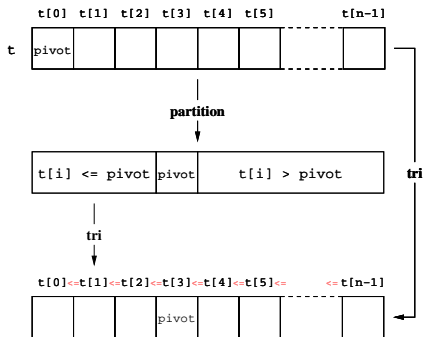 t[0] t[1] t[2] t[3] t[4] t[5] t[n-1]
t pivot
partition
t[i] <= pivot pivot t[i] > pivot
tri
tri
t[0]<=t[1]<=t[2]<=t[3]<=t[4]<=t[5]<= <= t[n-1]
pivot